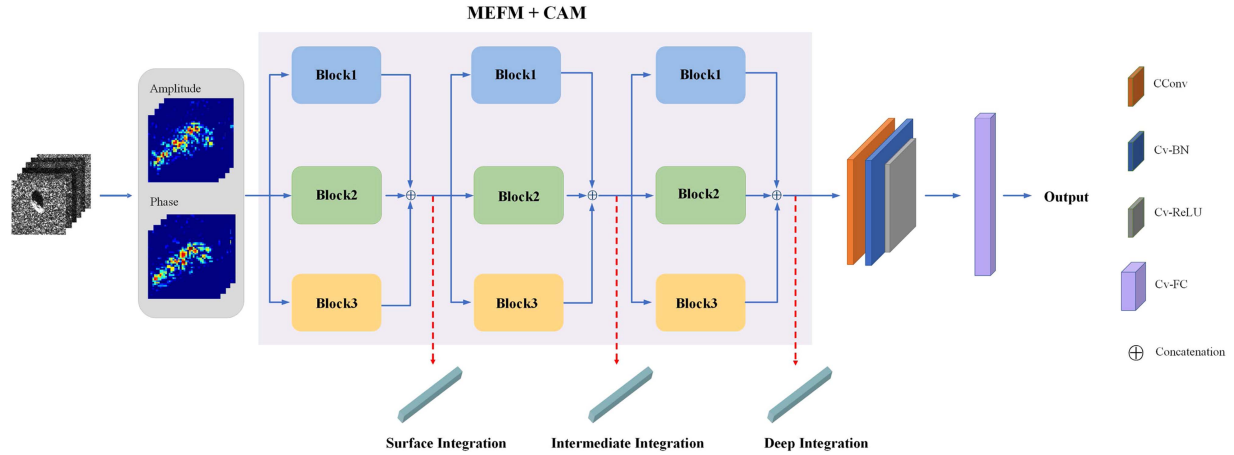 MEFM + CAM
Amplitude
Phase
Block1
Block1
Block1
Block2
Block2
Block2
Block3
Block3
Block3
Surface Integration
Intermediate Integration
Deep Integration
Output
CConv
Cv-BN
Cv-ReLU
Cv-FC
Concatenation